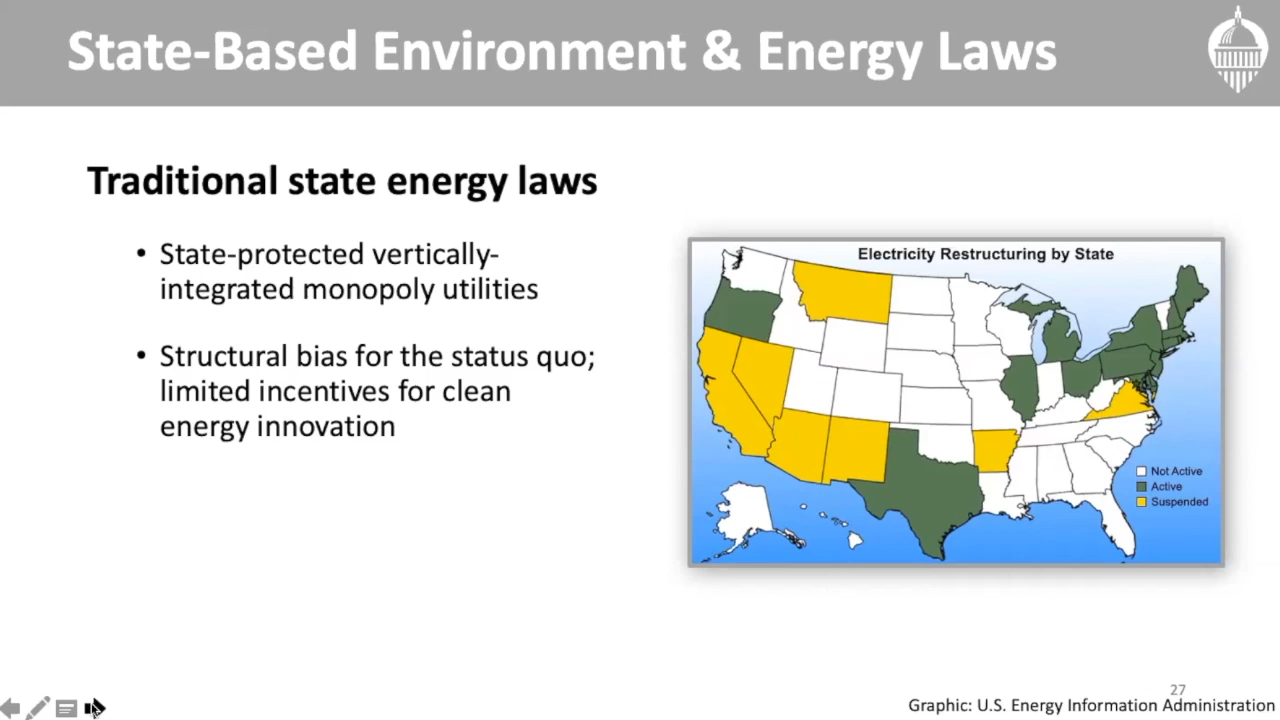 State-Based Environment & Energy Laws
Traditional state energy laws
• State-protected vertically-
integrated monopoly utilities
• Structural bias for the status quo;
limited incentives for clean
energy innovation
Electricity Restructuring by State
Not Active
Active
Suspended
27
Graphic: U.S. Energy Information Administration